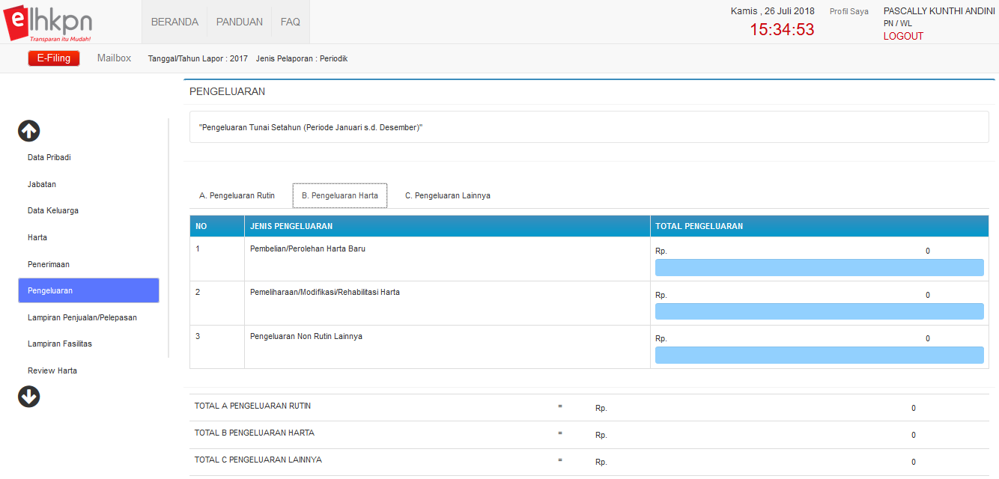 elhkpn
Transparan itu Mudah!
BERANDA PANDUAN FAQ
Kamis , 26 Juli 2018 Profil Saya PASCALLY KUNTHI ANDINI
15:34:53 PN / WL
LOGOUT
E-Filing Mailbox Tanggal/Tahun Lapor : 2017 Jenis Pelaporan : Periodik
PENGELUARAN
"Pengeluaran Tunai Setahun (Periode Januari s.d. Desember)"
Data Pribadi
Jabatan
Data Keluarga
Harta
Penerimaan
Pengeluaran
Lampiran Penjualan/Pelepasan
Lampiran Fasilitas
Review Harta
A. Pengeluaran Rutin B. Pengeluaran Harta C. Pengeluaran Lainnya
NO JENIS PENGELUARAN TOTAL PENGELUARAN
1 Pembelian/Perolehan Harta Baru Rp. 0
2 Pemeliharaan/Modifikasi/Rehabilitasi Harta Rp. 0
3 Pengeluaran Non Rutin Lainnya Rp. 0
TOTAL A PENGELUARAN RUTIN = Rp. 0
TOTAL B PENGELUARAN HARTA = Rp. 0
TOTAL C PENGELUARAN LAINNYA = Rp. 0